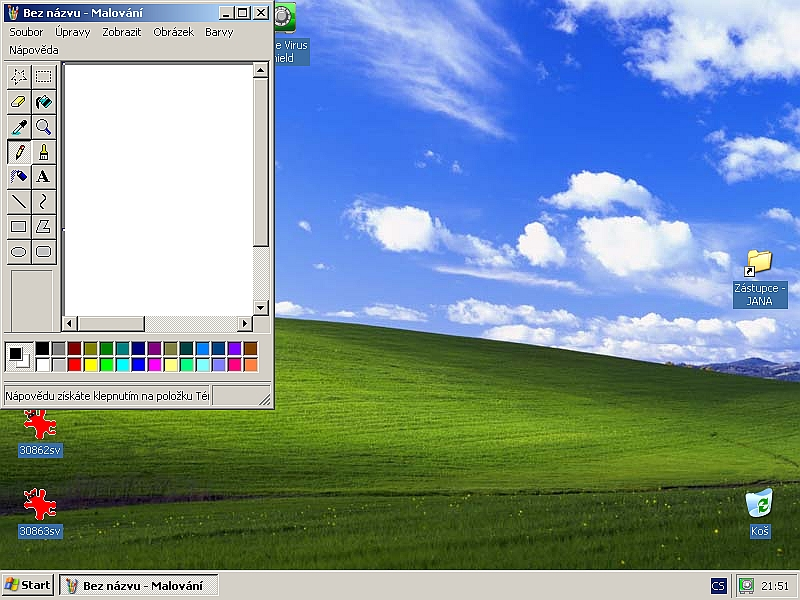 Bez názvu - Malování
Soubor Úpravy Zobrazit Obrázek Barvy
Nápověda
A
e Virus
ield
Nápovědu získáte klepnutím na položku Té
Zástupce -
JANA
30862sv
30863sv
Koš
Start
Bez názvu - Malování
CS
21:51